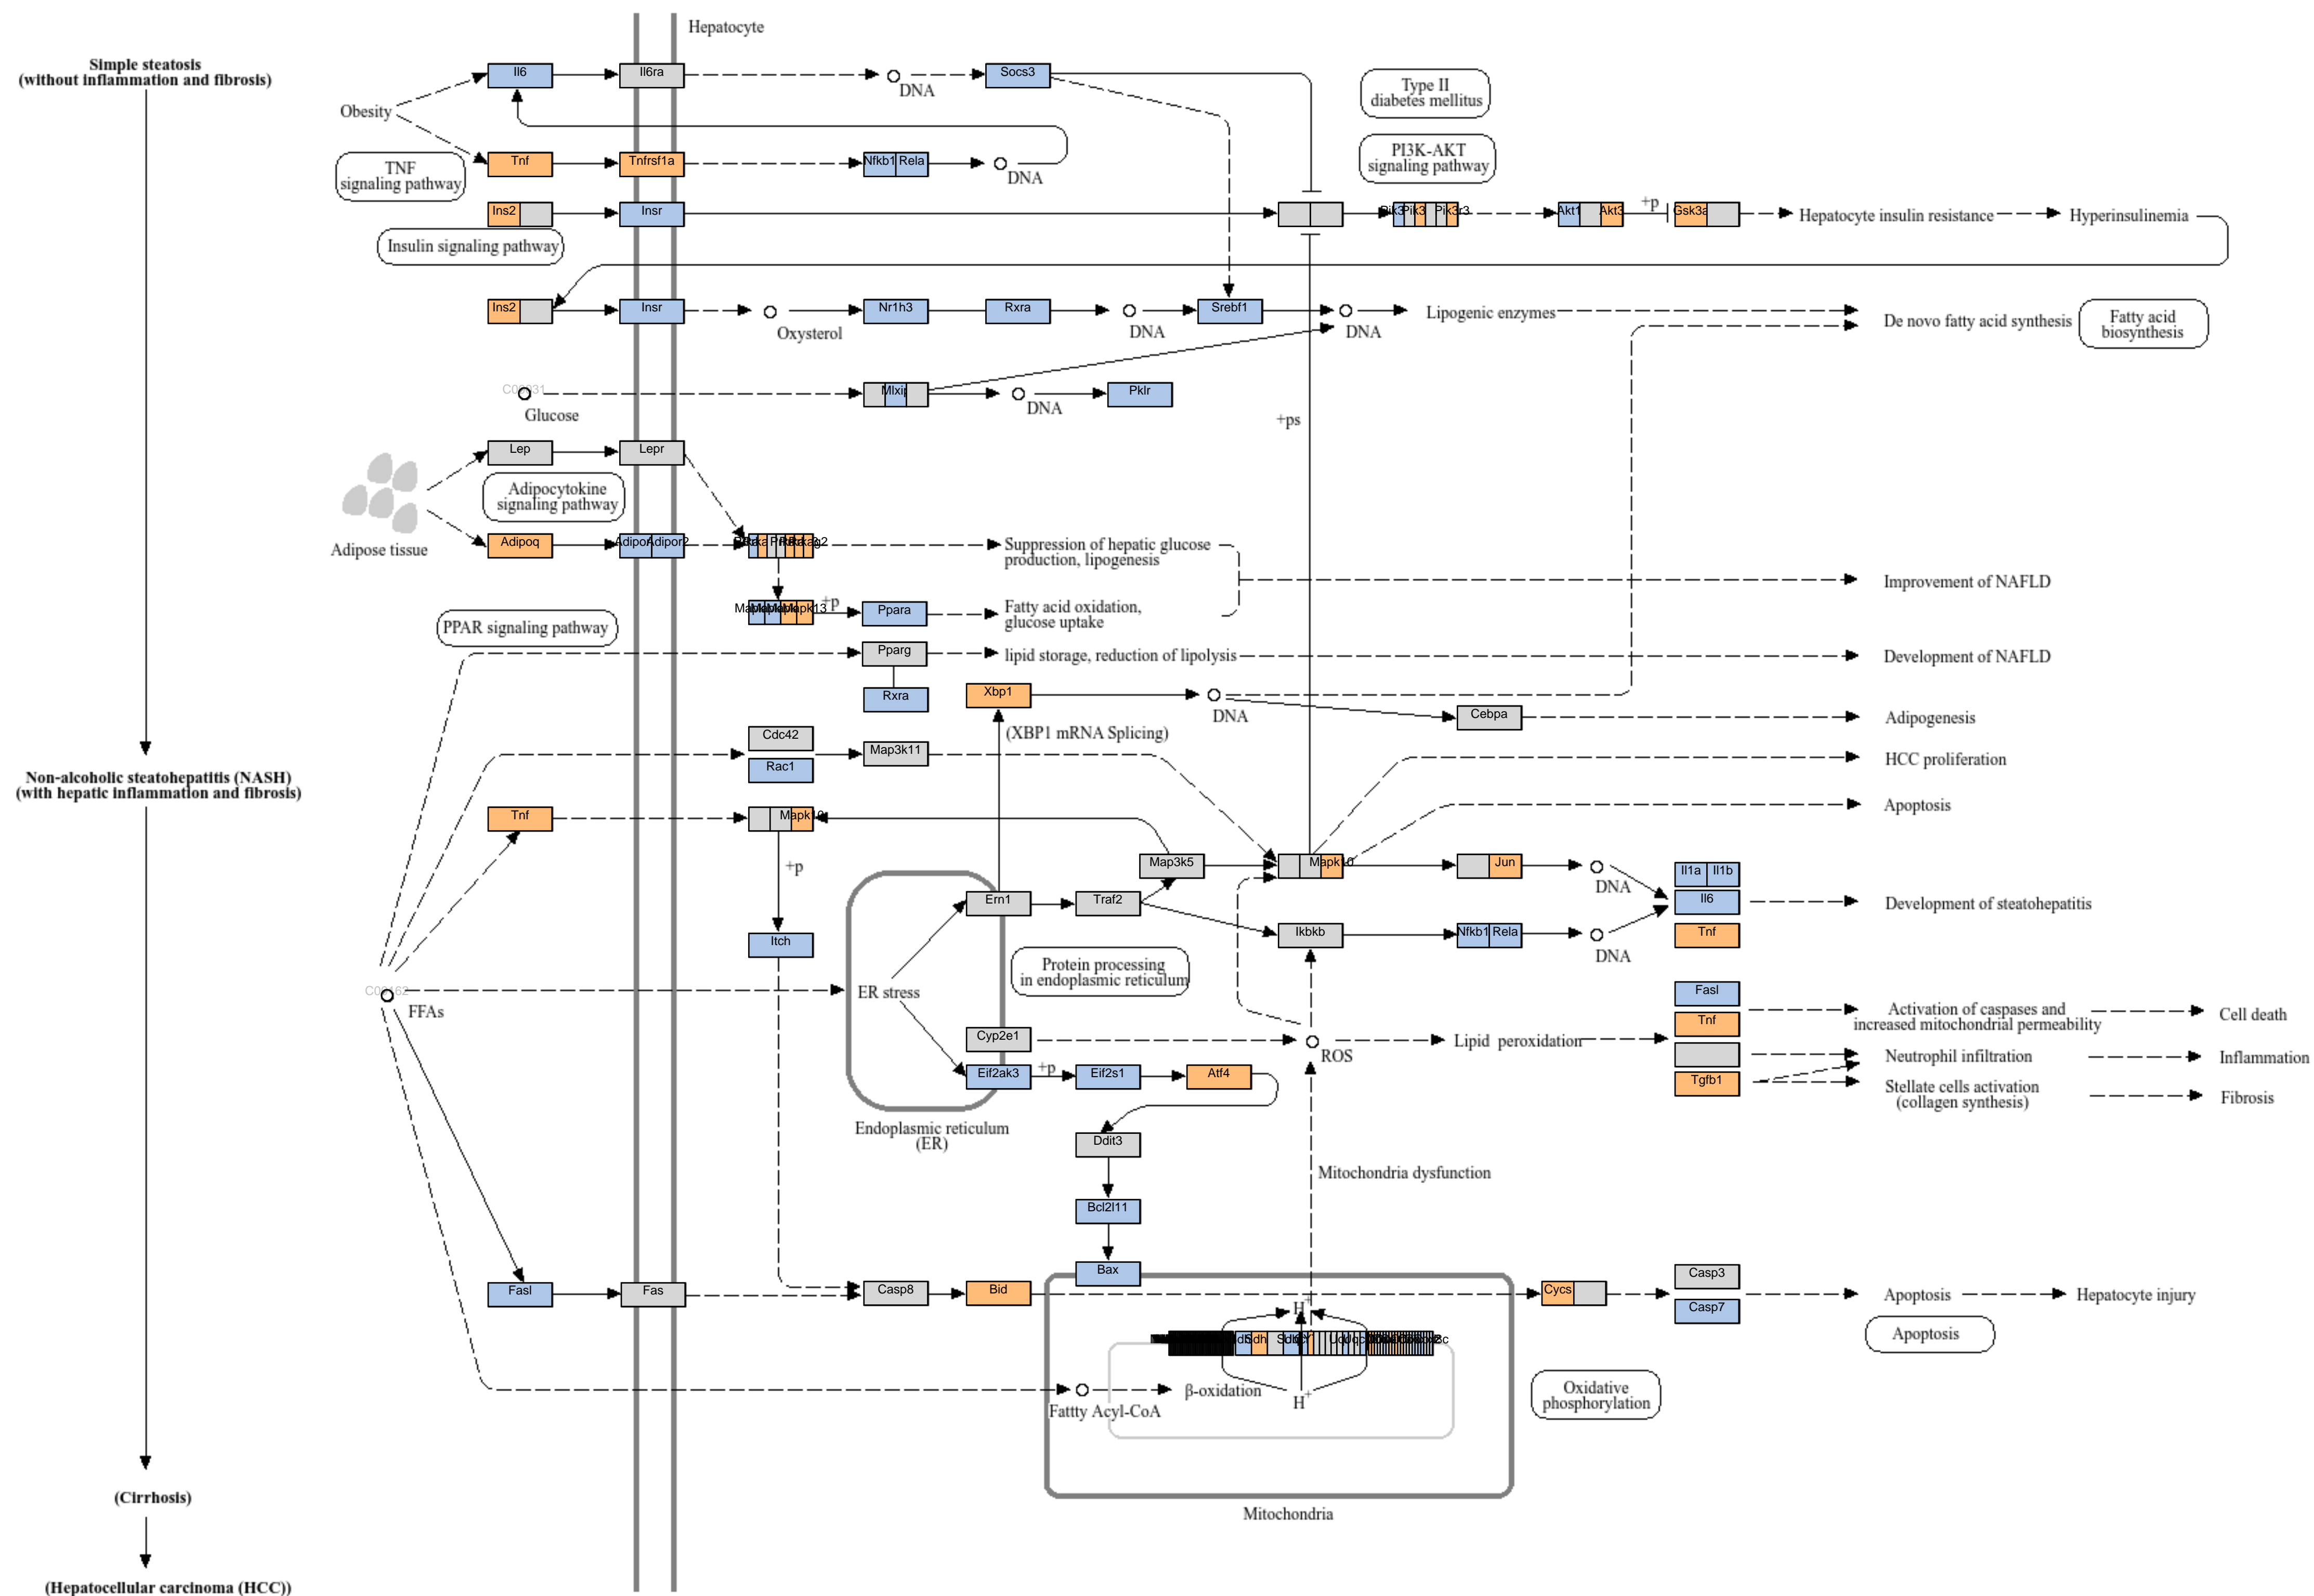 Hepatocyte
Simple steatosis
(without inflammation and fibrosis)
Il6
Il6ra
DNA
Socs3
Type II
diabetes mellitus
Obesity
TNF
signaling pathway
Tnf
Tnfrsf1a
Nfkb1
Rela
DNA
PI3K-AKT
signaling pathway
Ins2
Insr
Pik3r3
Akt1
Akt3
+p
Gsk3a
Hepatocyte insulin resistance
Hyperinsulinemia
Insulin signaling pathway
Ins2
Insr
Oxysterol
Nr1h3
Rxra
DNA
Srebf1
DNA
Lipogenic enzymes
De novo fatty acid synthesis
Fatty acid
biosynthesis
Glucose
Mlxip
DNA
Pklr
+ps
Lep
Lepr
Adipocytokine
signaling pathway
Adipose tissue
Adipoq
Adipor2
Suppression of hepatic glucose
production, lipogenesis
Improvement of NAFLD
Mapk13
+p
Ppara
Fatty acid oxidation,
glucose uptake
PPAR signaling pathway
Pparg
lipid storage, reduction of lipolysis
Development of NAFLD
Rxra
Xbp1
DNA
(XBP1 mRNA Splicing)
Cebpa
Adipogenesis
Cdc42
Rac1
Map3k11
HCC proliferation
Non-alcoholic steatohepatitis (NASH)
(with hepatic inflammation and fibrosis)
Apoptosis
Tnf
Mapk10
+p
Map3k5
Mapk10
Jun
DNA
Il1a
Il1b
Il6
Tnf
Development of steatohepatitis
Ern1
Traf2
Itch
Ikbkb
Nfkb1
Rela
DNA
Protein processing
in endoplasmic reticulum
ER stress
FFAs
Cyp2e1
ROS
Lipid peroxidation
Fasl
Tnf
Tgfb1
Activation of caspases and
increased mitochondrial permeability
Cell death
Neutrophil infiltration
Inflammation
Stellate cells activation
(collagen synthesis)
Fibrosis
Eif2ak3
+p
Eif2s1
Atf4
Endoplasmic reticulum
(ER)
Ddit3
Mitochondria dysfunction
Bcl2l11
Bax
Fasl
Fas
Casp8
Bid
Cycs
Casp3
Casp7
Apoptosis
Hepatocyte injury
Apoptosis
H+
β-oxidation
H+
Fattty Acyl-CoA
Oxidative
phosphorylation
Mitochondria
(Cirrhosis)
(Hepatocellular carcinoma (HCC))